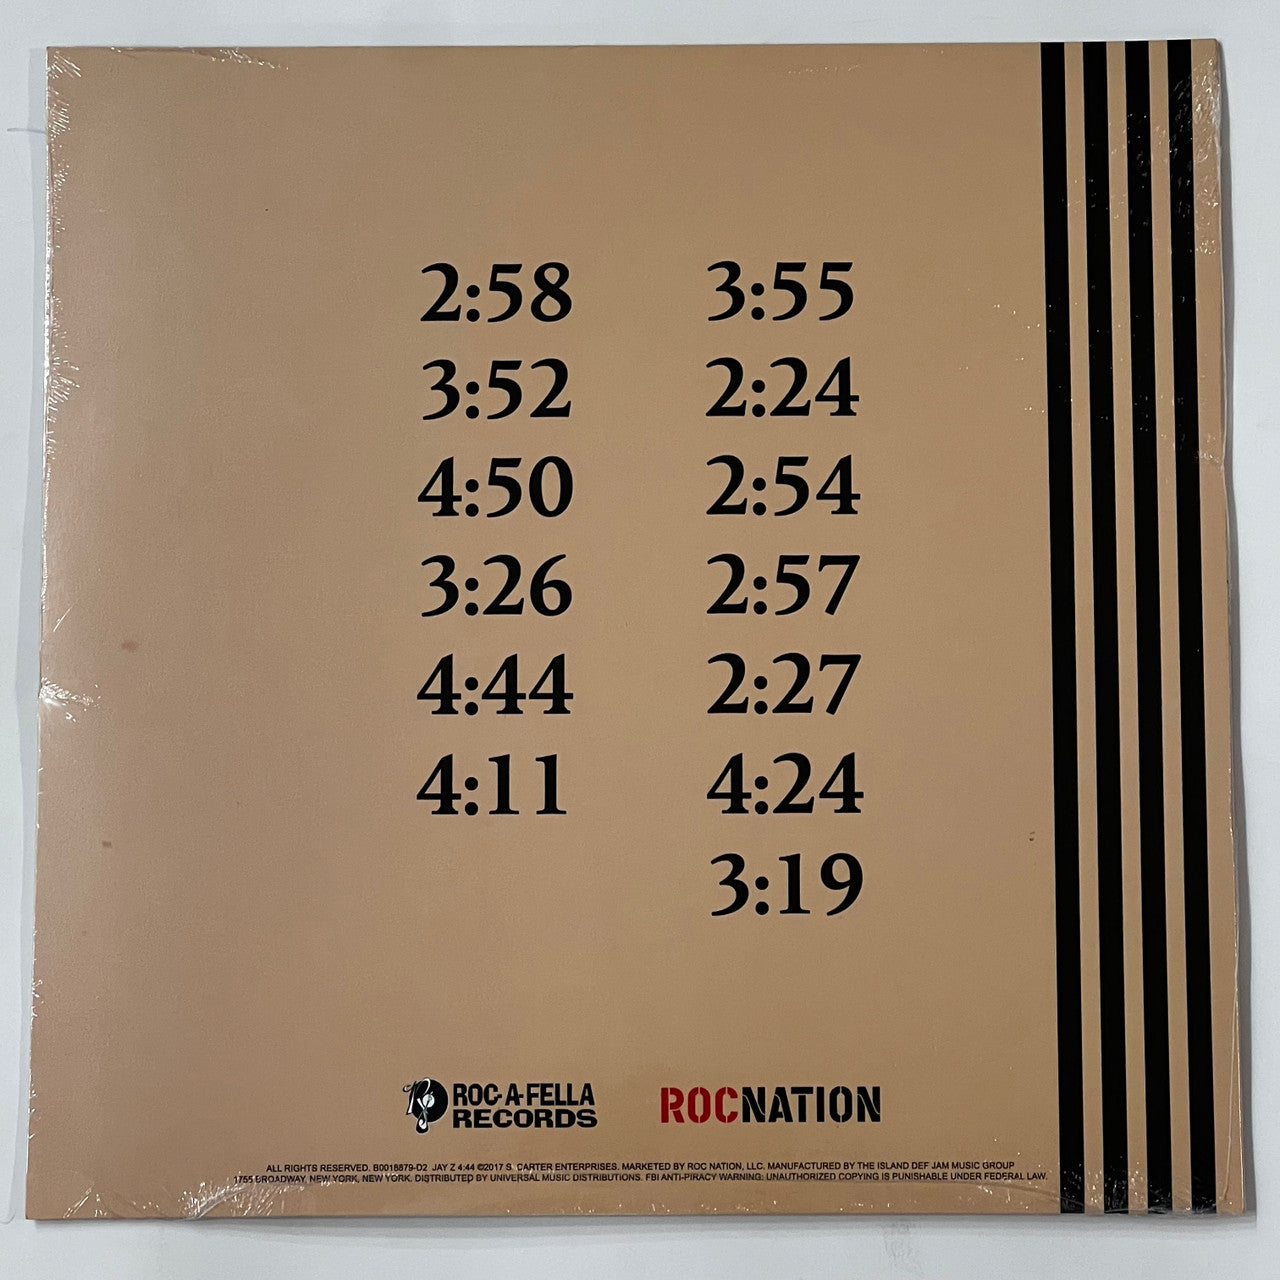 2:58
3:52
4:50
3:26
4:44
4:11
3:55
2:24
2:54
2:57
2:27
4:24
3:19
ROC-A-FELLA
RECORDS
ROCNATION
ALL RIGHTS RESERVED. B0018879-D2 JAY Z 4:44 ©2017 S. CARTER ENTERPRISES. MARKETED BY ROC NATION, LLC. MANUFACTURED BY THE ISLAND DEF JAM MUSIC GROUP
1755 BROADWAY, NEW YORK, NEW YORK. DISTRIBUTED BY UNIVERSAL MUSIC DISTRIBUTIONS. FBI ANTI-PIRACY WARNING: UNAUTHORIZED COPYING IS PUNISHABLE UNDER FEDERAL LAW.